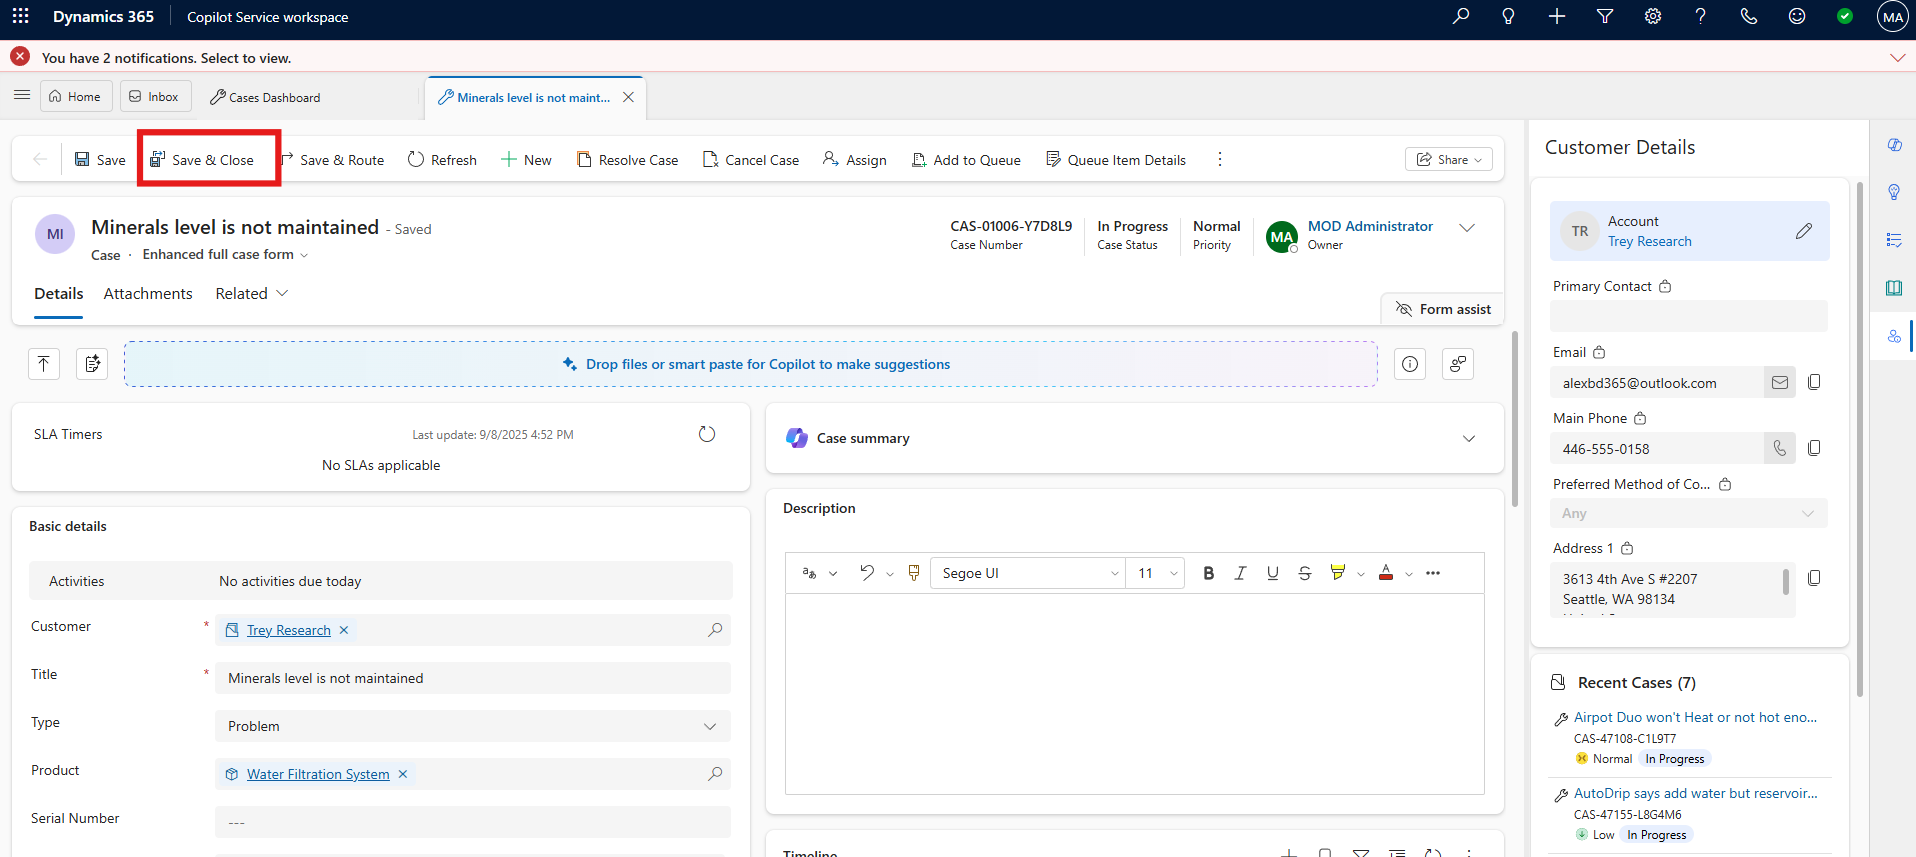 Dynamics 365 Copilot Service workspace MA
You have 2 notifications. Select to view.
Home Inbox Cases Dashboard Minerals level is not maint...
Save Save & Close Save & Route Refresh New Resolve Case Cancel Case Assign Add to Queue Queue Item Details Share
MI
Minerals level is not maintained - Saved
Case · Enhanced full case form
CAS-01006-Y7D8L9
Case Number
In Progress
Case Status
Normal
Priority
MA
MOD Administrator
Owner
Details Attachments Related
Form assist
Drop files or smart paste for Copilot to make suggestions
SLA Timers
Last update: 9/8/2025 4:52 PM
No SLAs applicable
Basic details
Activities No activities due today
Customer * Trey Research
Title * Minerals level is not maintained
Type Problem
Product Water Filtration System
Serial Number ---
Case summary
Description
Segoe UI 11 B I U S A
Timeline
Customer Details
TR
Account
Trey Research
Primary Contact
Email
alexbd365@outlook.com
Main Phone
446-555-0158
Preferred Method of Co...
Any
Address 1
3613 4th Ave S #2207
Seattle, WA 98134
Recent Cases (7)
Airpot Duo won't Heat or not hot eno...
CAS-47108-C1L9T7
Normal In Progress
AutoDrip says add water but reservoir...
CAS-47155-L8G4M6
Low In Progress